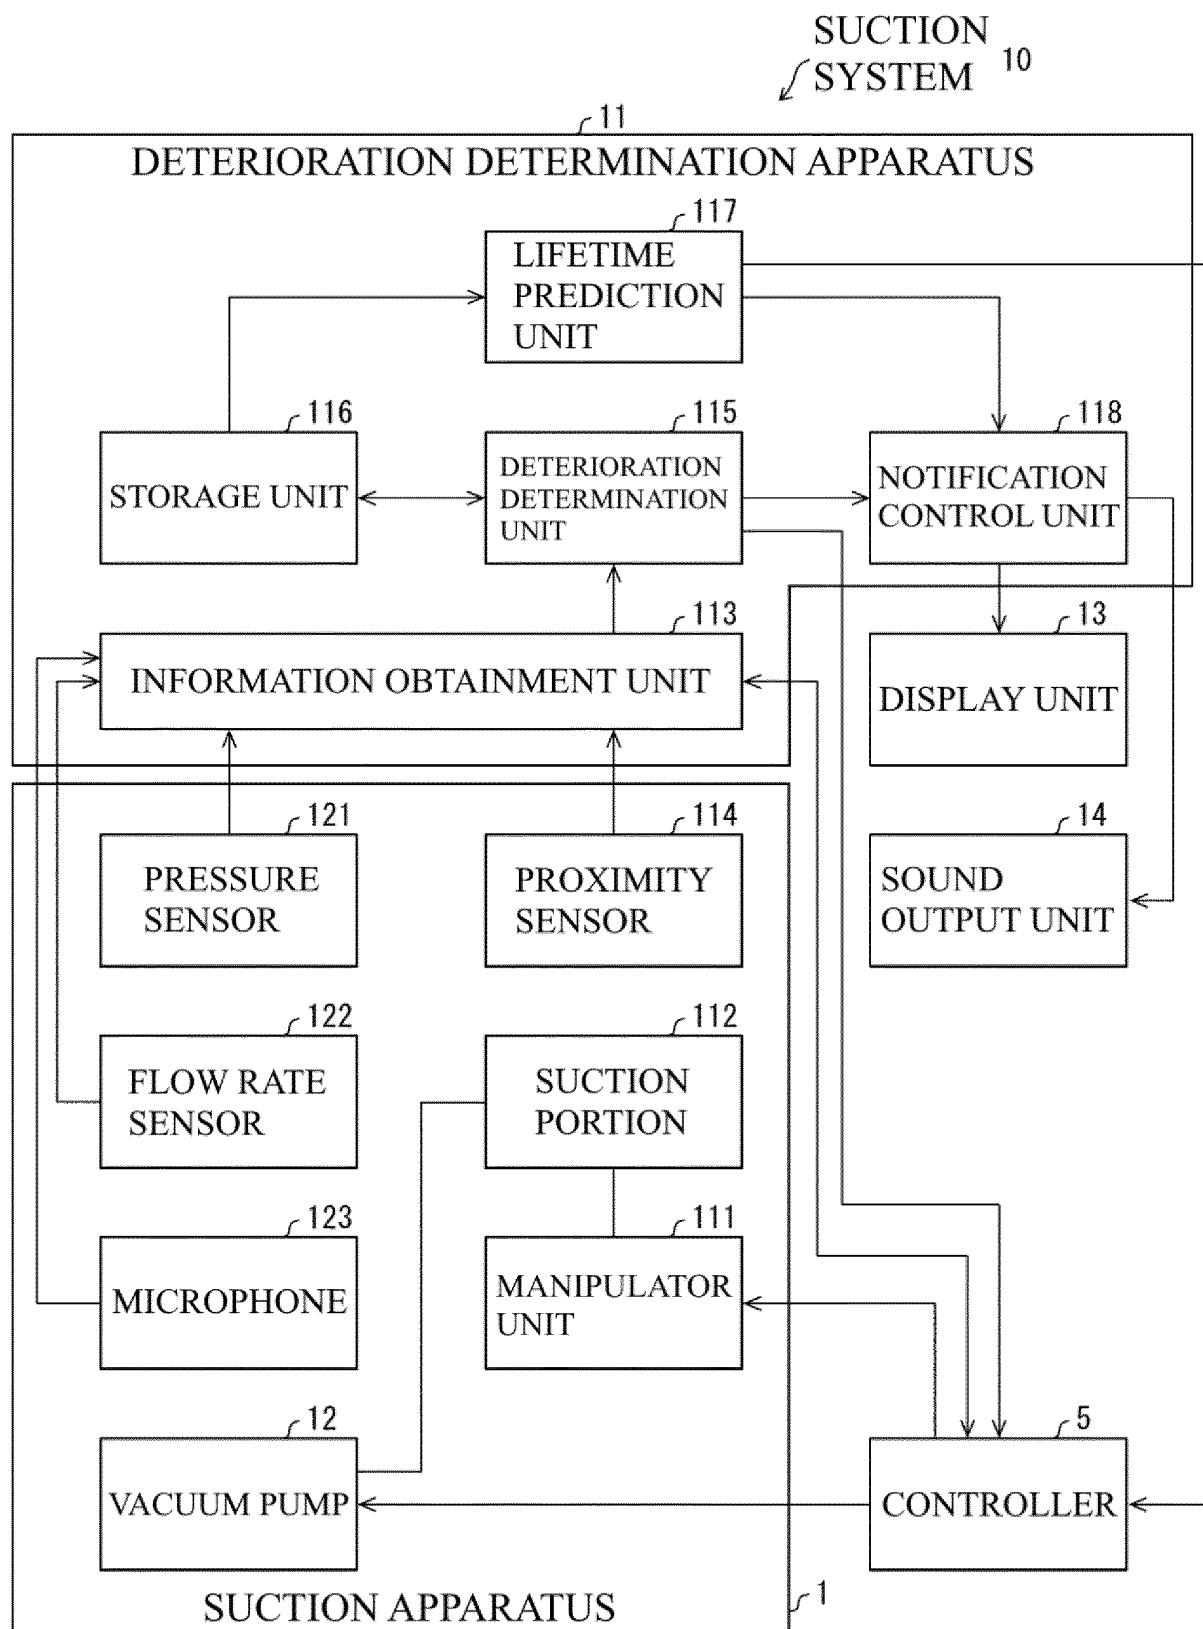 SUCTION
SYSTEM 10
11
DETERIORATION DETERMINATION APPARATUS
117
LIFETIME
PREDICTION
UNIT
116
STORAGE UNIT
115
DETERIORATION
DETERMINATION
UNIT
118
NOTIFICATION
CONTROL UNIT
113
INFORMATION OBTAINMENT UNIT
13
DISPLAY UNIT
121
PRESSURE
SENSOR
114
PROXIMITY
SENSOR
14
SOUND
OUTPUT UNIT
122
FLOW RATE
SENSOR
112
SUCTION
PORTION
123
MICROPHONE
111
MANIPULATOR
UNIT
12
VACUUM PUMP
5
CONTROLLER
SUCTION APPARATUS
1